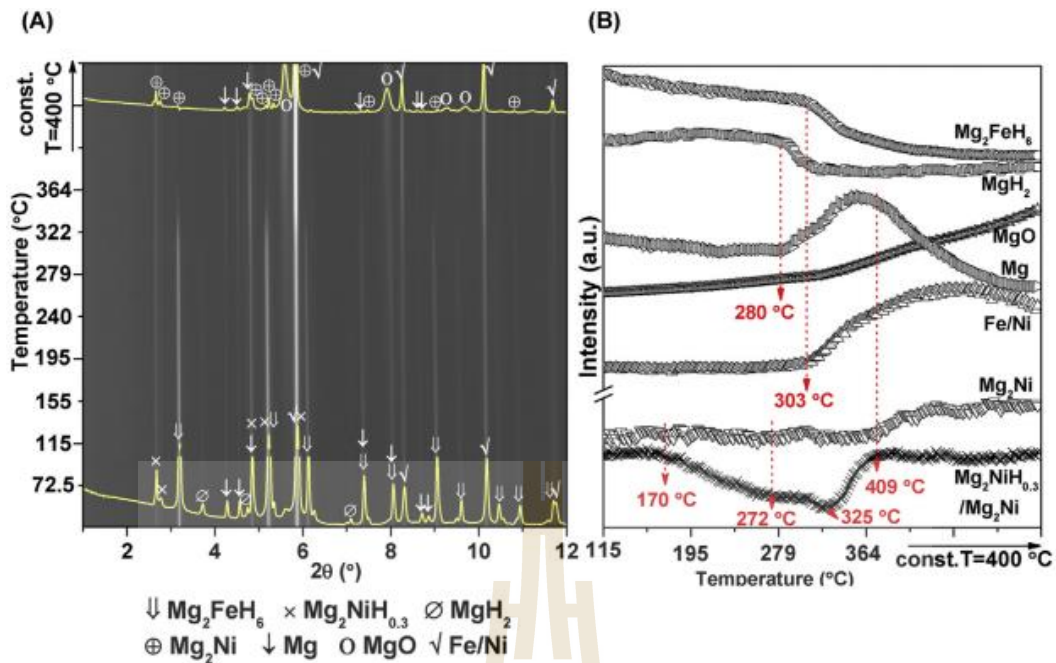 (A)
(B)
const.
T=400 °C
364
322
279
240
195
155
115
72.5
Temperature (°C)
2 4 6 8 10 12
2θ (°)
⇓ Mg₂FeH₆ × Mg₂NiH₀.₃ ∅ MgH₂
⊕ Mg₂Ni ↓ Mg O MgO √ Fe/Ni
Intensity (a.u.)
Mg₂FeH₆
MgH₂
MgO
Mg
280 °C
Fe/Ni
303 °C
Mg₂Ni
Mg₂NiH₀.₃
/Mg₂Ni
170 °C
409 °C
272 °C
325 °C
115 195 279 364
const.T=400 °C
Temperature (°C)